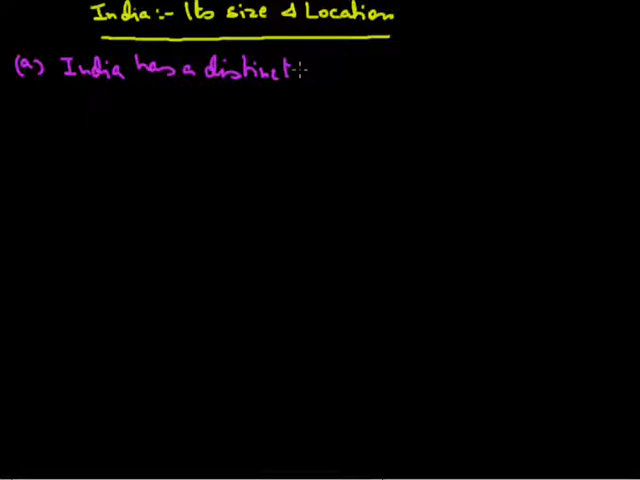 India:- Its size & Location
(a) India has a distinct